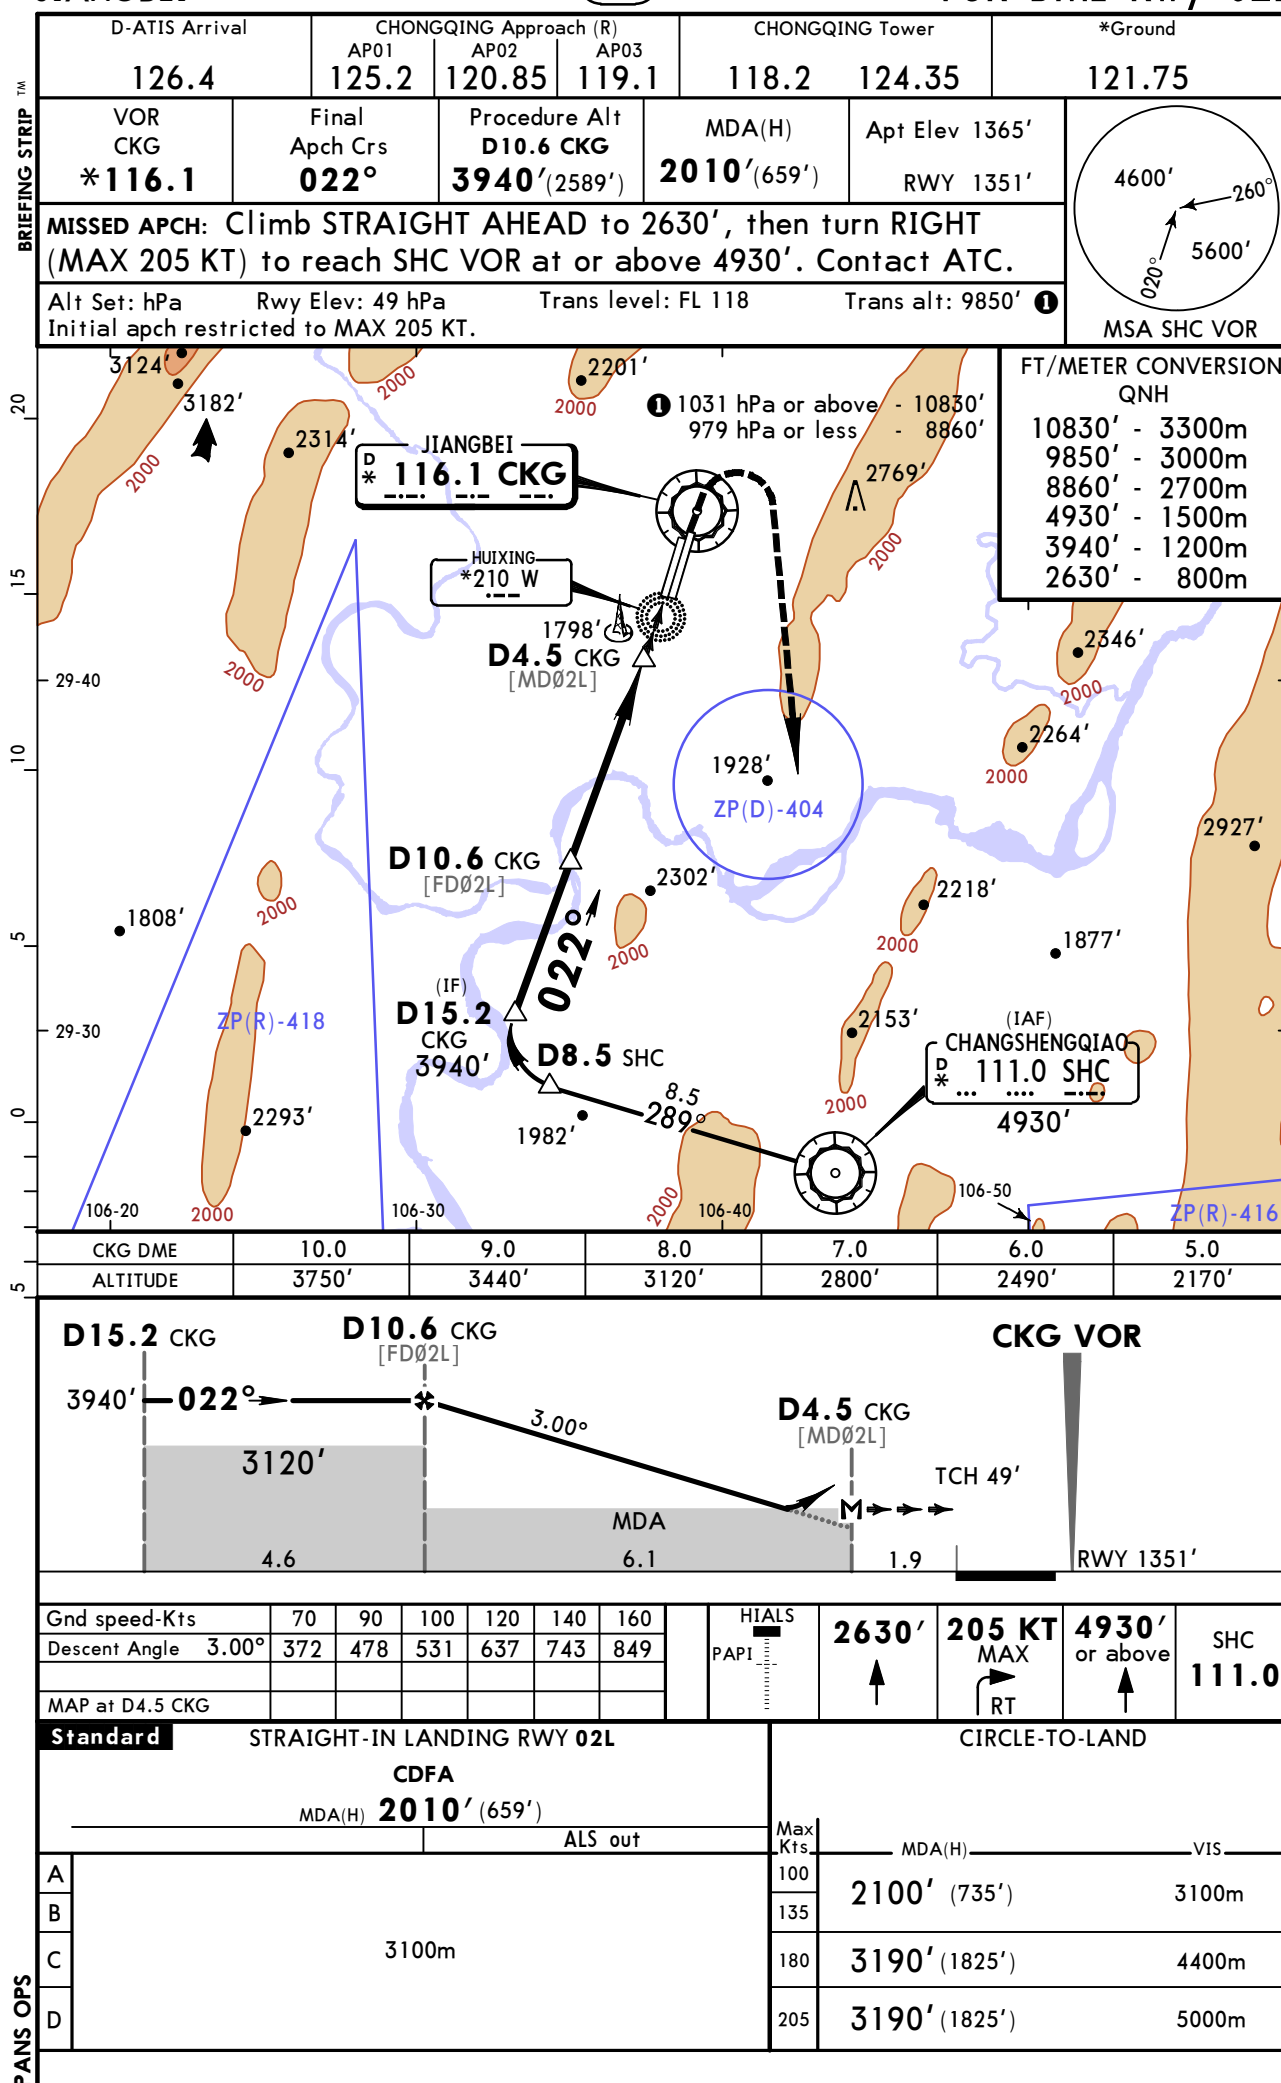 D-ATIS Arrival
126.4
CHONGQING Approach (R)
AP01 AP02 AP03
125.2 120.85 119.1
CHONGQING Tower
118.2 124.35
*Ground
121.75
BRIEFING STRIP TM
VOR
CKG
*116.1
Final
Apch Crs
022°
Procedure Alt
D10.6 CKG
3940'(2589')
MDA(H)
2010'(659')
Apt Elev 1365'
RWY 1351'
MISSED APCH: Climb STRAIGHT AHEAD to 2630', then turn RIGHT
(MAX 205 KT) to reach SHC VOR at or above 4930'. Contact ATC.
Alt Set: hPa Rwy Elev: 49 hPa Trans level: FL 118 Trans alt: 9850' 1
Initial apch restricted to MAX 205 KT.
4600'
260°
5600'
020°
MSA SHC VOR
FT/METER CONVERSION
QNH
10830' - 3300m
9850' - 3000m
8860' - 2700m
4930' - 1500m
3940' - 1200m
2630' - 800m
1 1031 hPa or above - 10830'
979 hPa or less - 8860'
3124'
3182'
2000
2314'
2000
2000
2201'
2000
JIANGBEI
D
* 116.1 CKG
2769'
2000
HUIXING
*210 W
1798'
D4.5 CKG
[MDØ2L]
2346'
2000
2264'
2000
29-40
1928'
ZP(D)-404
2927'
D10.6 CKG
[FDØ2L]
2302'
2000
2218'
2000
1877'
1808'
2000
022°
(IF)
D15.2
CKG
3940'
ZP(R)-418
29-30
D8.5 SHC
2153'
2000
(IAF)
CHANGSHENGQIAO
D
* 111.0 SHC
4930'
8.5
289°
2293'
2000
1982'
2000
106-20
106-30
106-40
106-50
ZP(R)-416
20
15
10
5
0
5
CKG DME 10.0 9.0 8.0 7.0 6.0 5.0
ALTITUDE 3750' 3440' 3120' 2800' 2490' 2170'
D15.2 CKG
D10.6 CKG
[FDØ2L]
CKG VOR
3940' 022°
3.00°
D4.5 CKG
[MDØ2L]
3120'
TCH 49'
M
MDA
4.6 6.1 1.9
RWY 1351'
Gnd speed-Kts 70 90 100 120 140 160
Descent Angle 3.00° 372 478 531 637 743 849
MAP at D4.5 CKG
HIALS
PAPI
2630'
205 KT
MAX
RT
4930'
or above
SHC
111.0
Standard STRAIGHT-IN LANDING RWY 02L
CDFA
MDA(H) 2010'(659')
ALS out
A
B
C
D
3100m
CIRCLE-TO-LAND
Max
Kts MDA(H) VIS
100
135
2100' (735') 3100m
180 3190'(1825') 4400m
205 3190'(1825') 5000m
PANS OPS